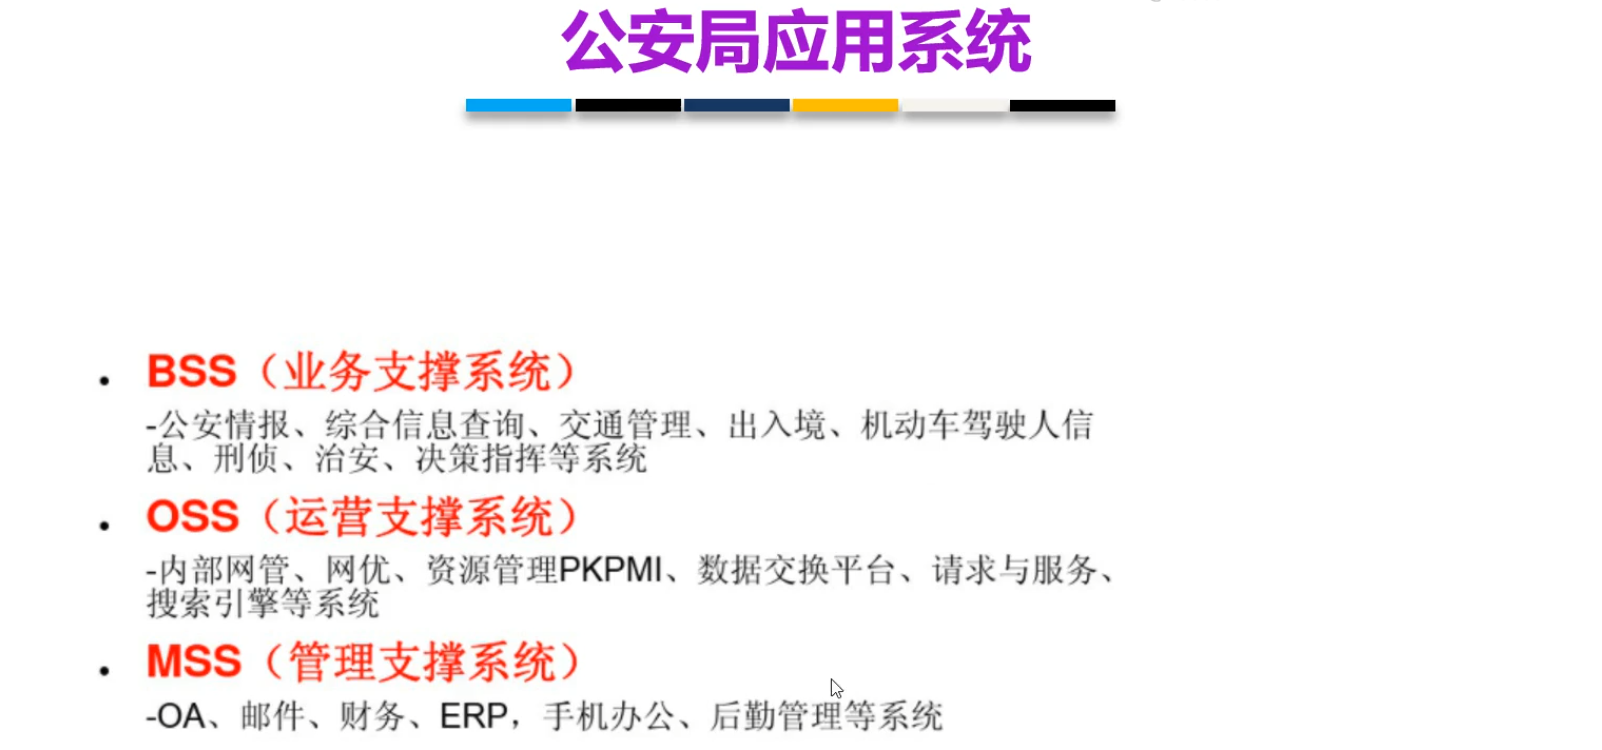 公安局应用系统
• BSS（业务支撑系统）
-公安情报、综合信息查询、交通管理、出入境、机动车驾驶人信
息、刑侦、治安、决策指挥等系统
• OSS（运营支撑系统）
-内部网管、网优、资源管理PKPMI、数据交换平台、请求与服务、
搜索引擎等系统
• MSS（管理支撑系统）
-OA、邮件、财务、ERP，手机办公、后勤管理等系统